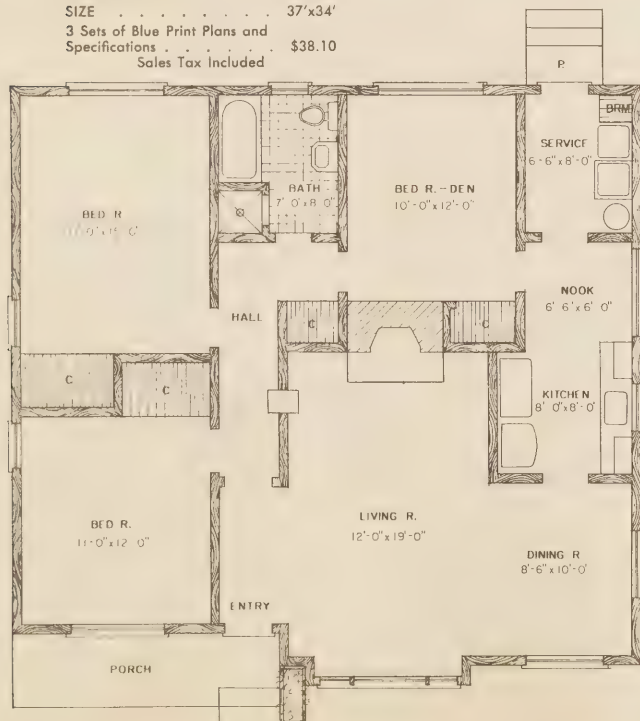 SIZE . . . . . . . . 37'x34'
3 Sets of Blue Print Plans and
Specifications . . . . . . $38.10
Sales Tax Included
P.
BRM
SERVICE
6-6"x8'-0"
BATH
7' 0"x8 0"
BED R.-DEN
10'-0"x12'-0"
BED R
HALL
NOOK
6' 6"x6' 0"
C
C
C
C
KITCHEN
8' 0"x8'-0"
LIVING R.
12'-0"x19'-0"
BED R.
11-0"x12 0"
DINING R
8'-6"x10'-0"
ENTRY
PORCH